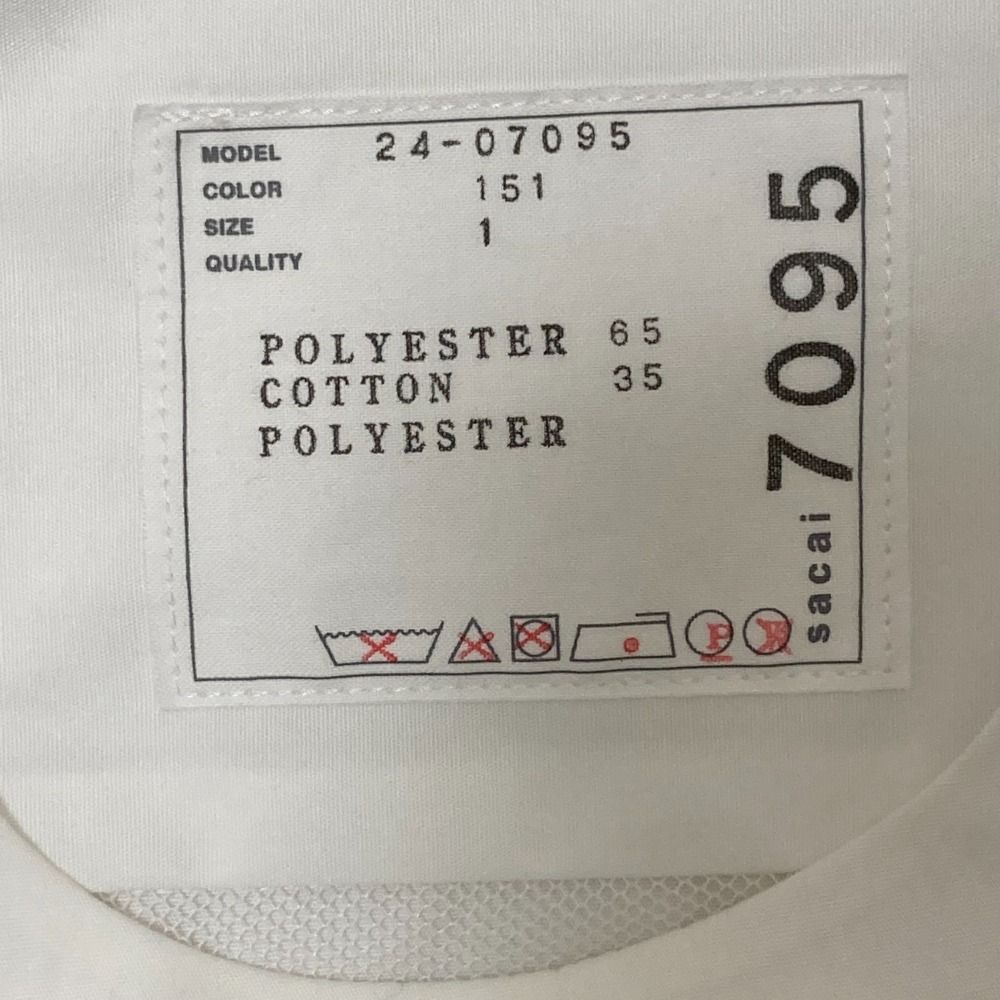 MODEL 24-07095
COLOR 151
SIZE 1
QUALITY
POLYESTER 65
COTTON 35
POLYESTER
sacai 7095
P